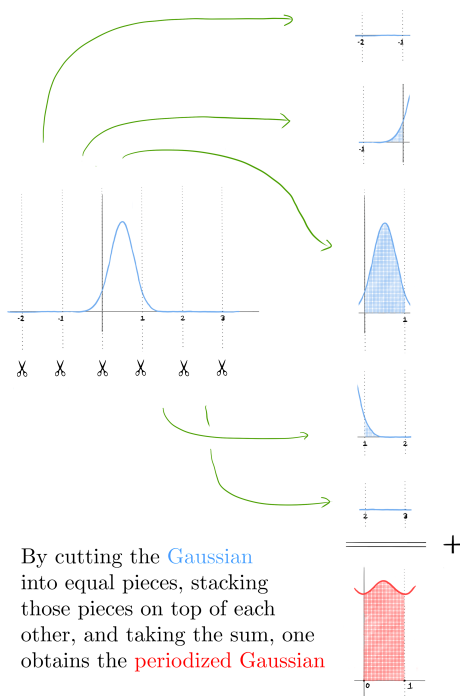 -2 -1
-1
1
-2 -1 1 2 3
1 2
2 3
+
By cutting the Gaussian
into equal pieces, stacking
those pieces on top of each
other, and taking the sum, one
obtains the periodized Gaussian
0 1